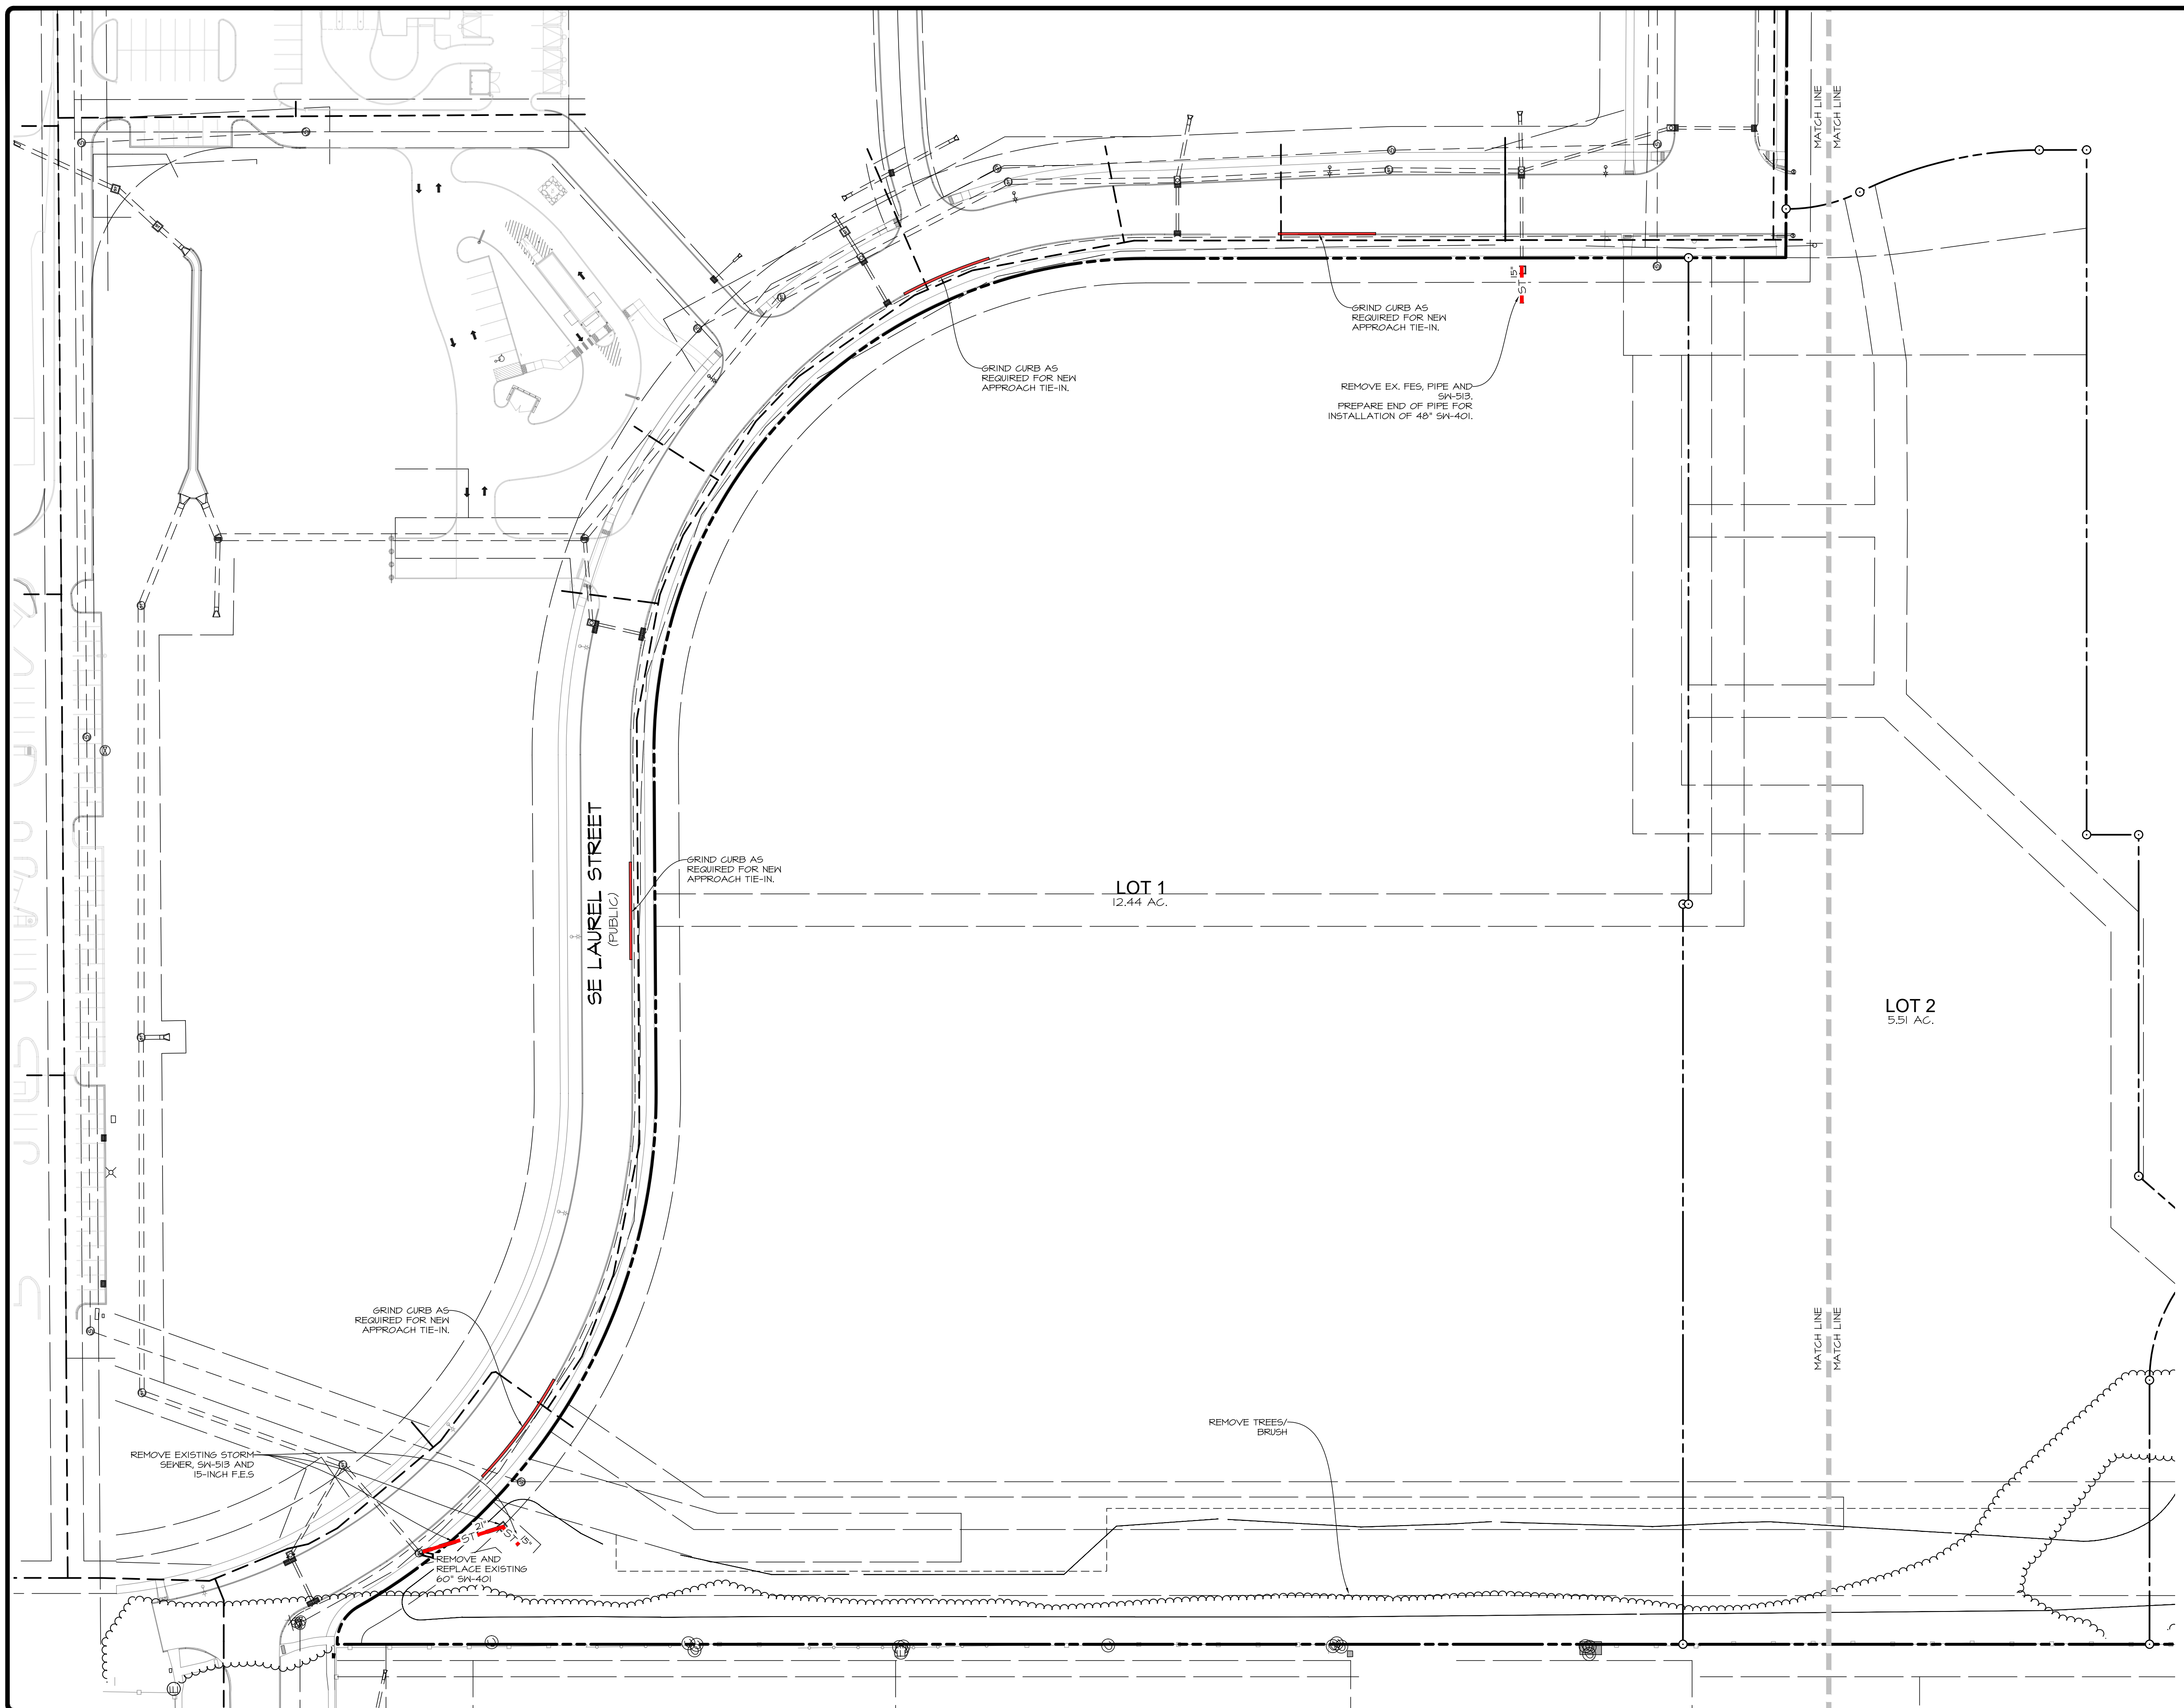 MATCH LINE
MATCH LINE
GRIND CURB AS
REQUIRED FOR NEW
APPROACH TIE-IN.
15"
ST
GRIND CURB AS
REQUIRED FOR NEW
APPROACH TIE-IN.
REMOVE EX. FES, PIPE AND
SW-513.
PREPARE END OF PIPE FOR
INSTALLATION OF 48" SW-401.
SE LAUREL STREET
(PUBLIC)
GRIND CURB AS
REQUIRED FOR NEW
APPROACH TIE-IN.
LOT 1
12.44 AC.
LOT 2
5.51 AC.
GRIND CURB AS
REQUIRED FOR NEW
APPROACH TIE-IN.
MATCH LINE
MATCH LINE
REMOVE TREES/
BRUSH
REMOVE EXISTING STORM
SEWER, SW-513 AND
15-INCH F.E.S
21"
ST
ST
15"
REMOVE AND
REPLACE EXISTING
60" SW-401